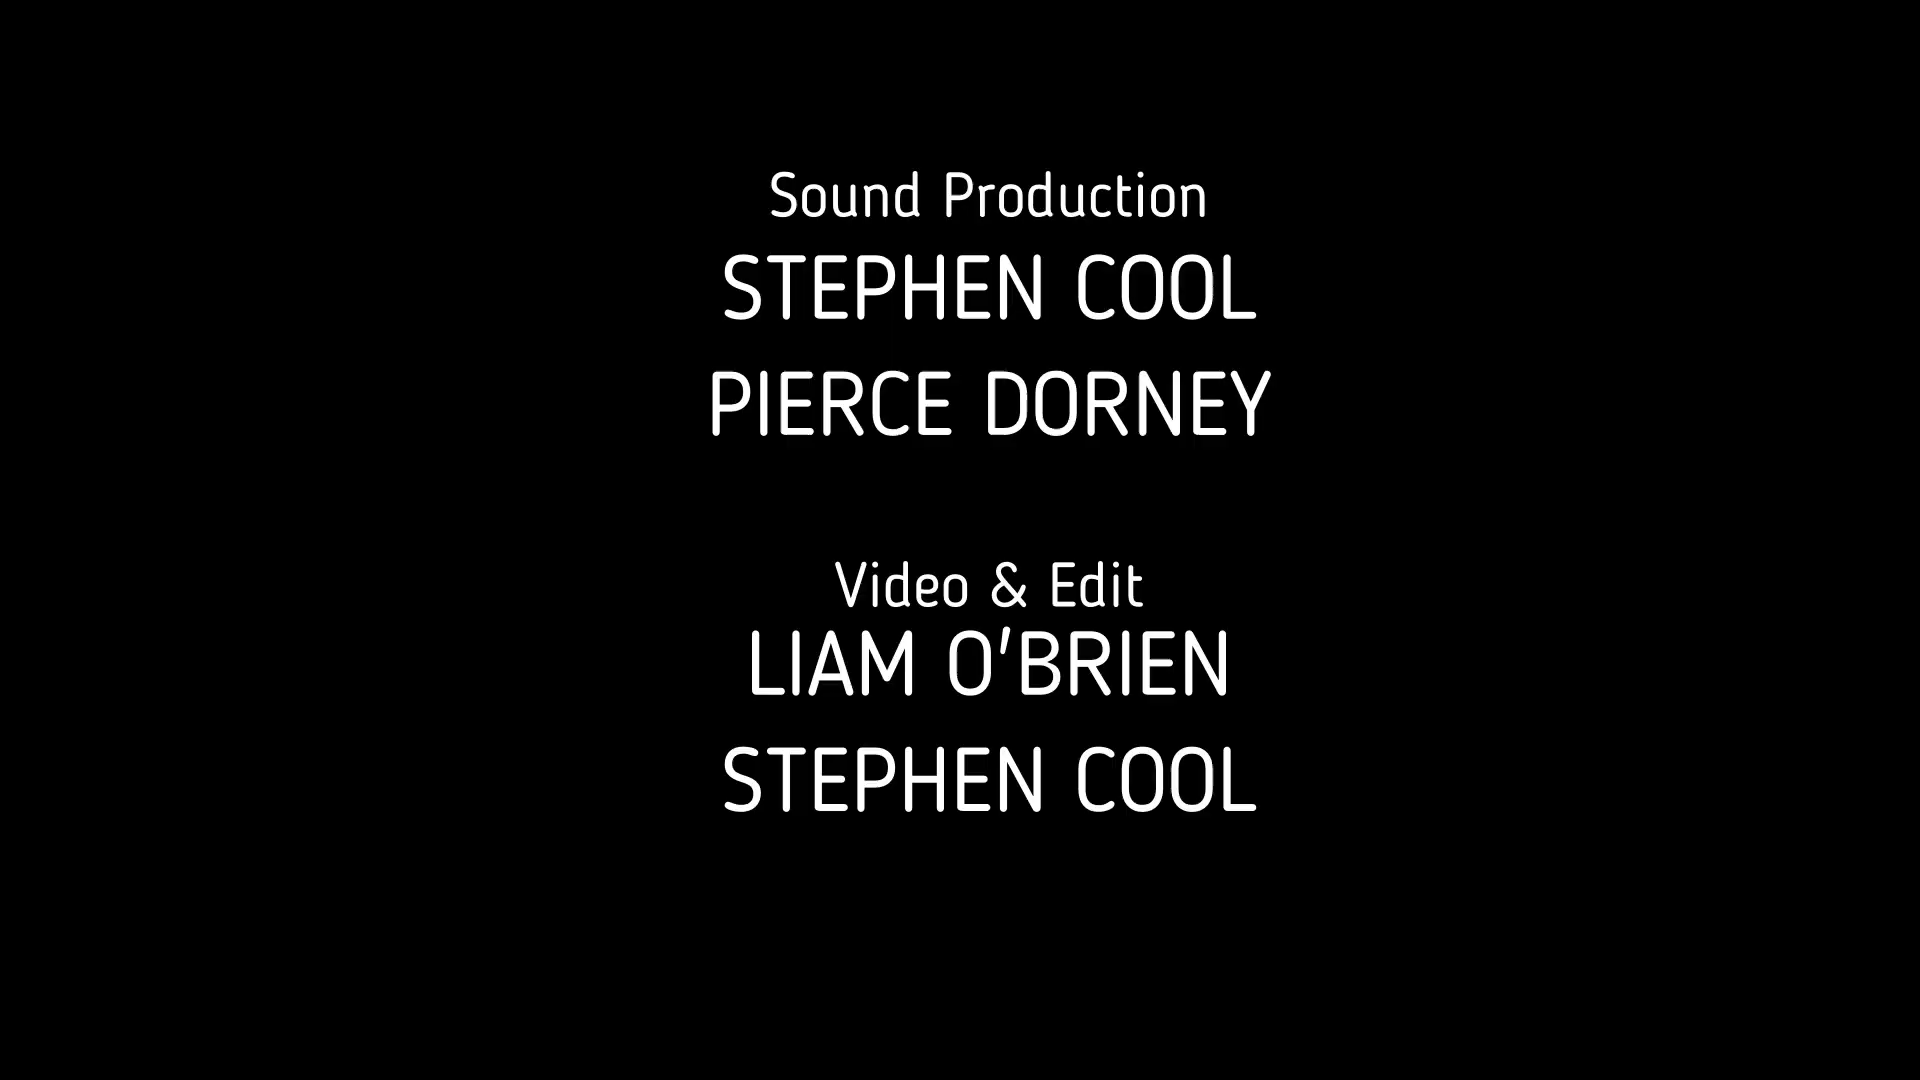 Sound Production
STEPHEN COOL
PIERCE DORNEY
Video & Edit
LIAM O'BRIEN
STEPHEN COOL